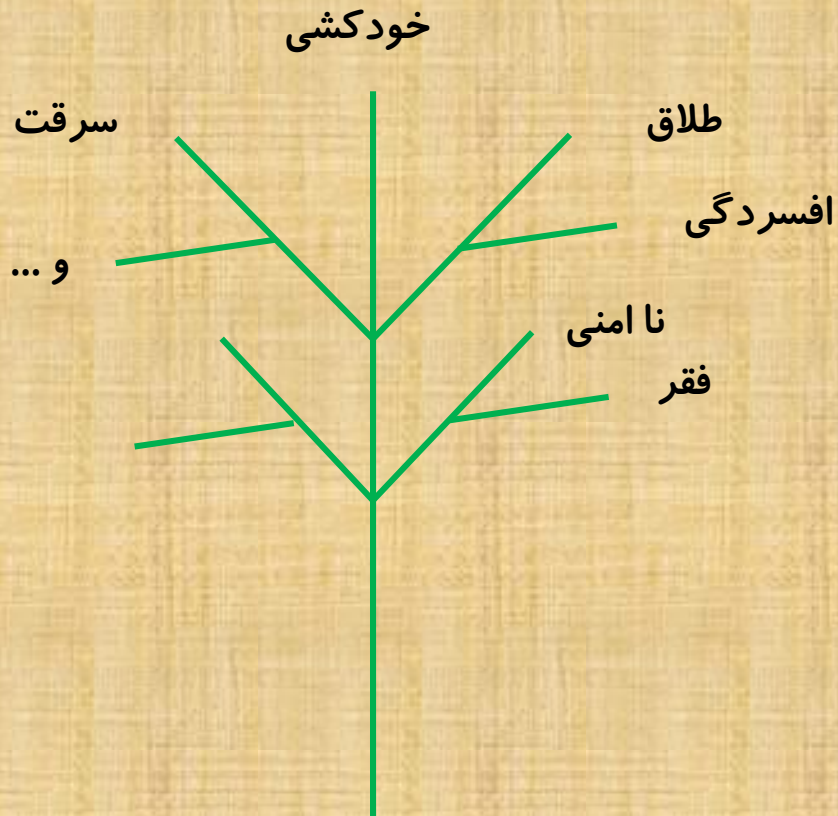 خودکشی
طلاق
سرقت
افسردگی
و ...
نا امنی
فقر